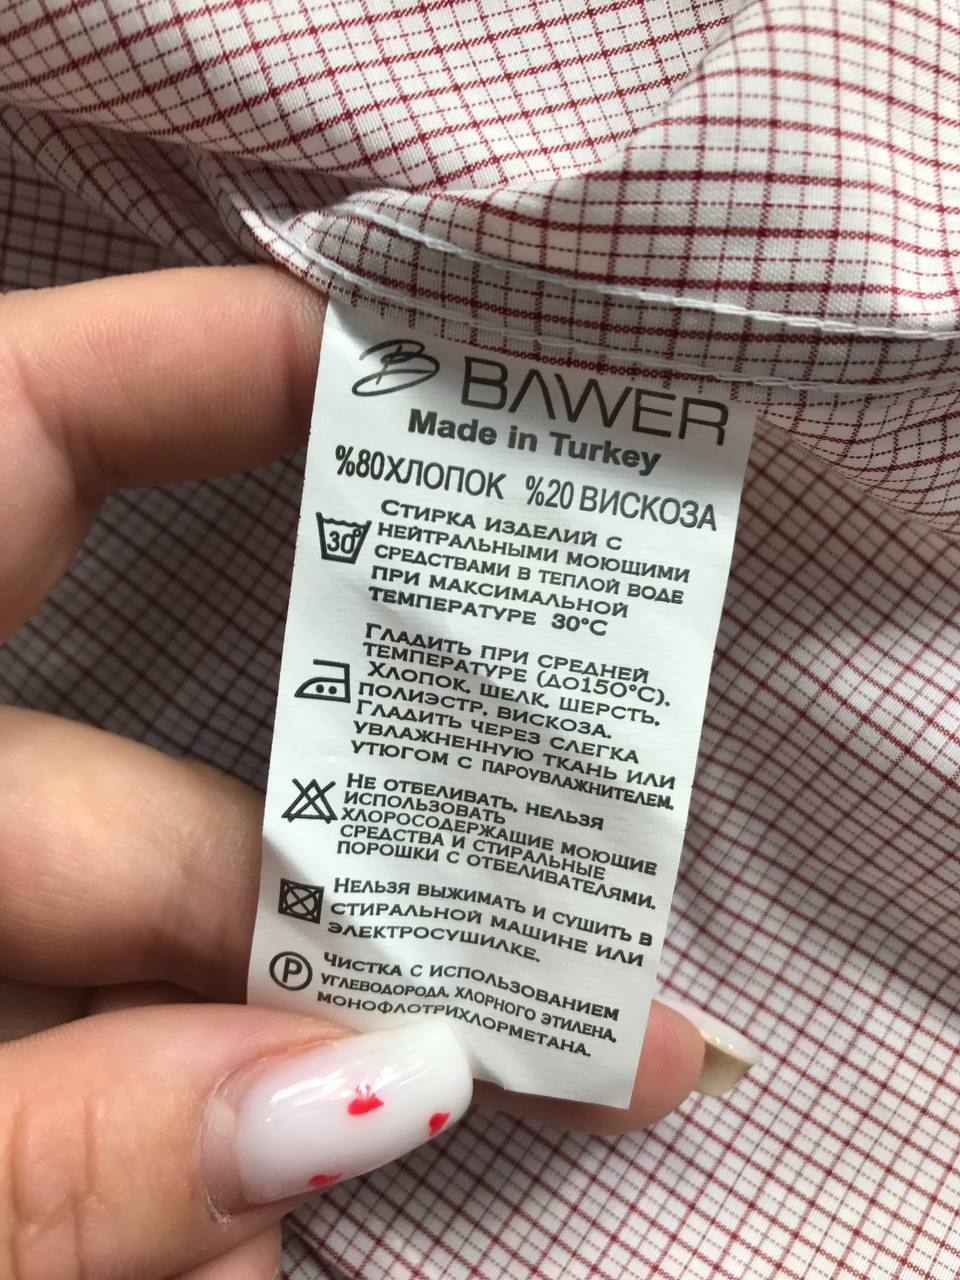 B BAWER
Made in Turkey
%80ХЛОПОК %20 ВИСКОЗА
30°
СТИРКА ИЗДЕЛИЙ С
НЕЙТРАЛЬНЫМИ МОЮЩИМИ
СРЕДСТВАМИ В ТЕПЛОЙ ВОДЕ
ПРИ МАКСИМАЛЬНОЙ
ТЕМПЕРАТУРЕ 30°C
ГЛАДИТЬ ПРИ СРЕДНЕЙ
ТЕМПЕРАТУРЕ (ДО150°C).
ХЛОПОК, ШЕЛК, ШЕРСТЬ,
ПОЛИЭСТР, ВИСКОЗА.
ГЛАДИТЬ ЧЕРЕЗ СЛЕГКА
УВЛАЖНЕННУЮ ТКАНЬ ИЛИ
УТЮГОМ С ПАРОУВЛАЖНИТЕЛЕМ.
НЕ ОТБЕЛИВАТЬ. НЕЛЬЗЯ
ИСПОЛЬЗОВАТЬ
ХЛОРОСОДЕРЖАЩИЕ МОЮЩИЕ
СРЕДСТВА И СТИРАЛЬНЫЕ
ПОРОШКИ С ОТБЕЛИВАТЕЛЯМИ.
НЕЛЬЗЯ ВЫЖИМАТЬ И СУШИТЬ В
СТИРАЛЬНОЙ МАШИНЕ ИЛИ
ЭЛЕКТРОСУШИЛКЕ.
P
ЧИСТКА С ИСПОЛЬЗОВАНИЕМ
УГЛЕВОДОРОДА, ХЛОРНОГО ЭТИЛЕНА,
МОНОФЛОТРИХЛОРМЕТАНА.